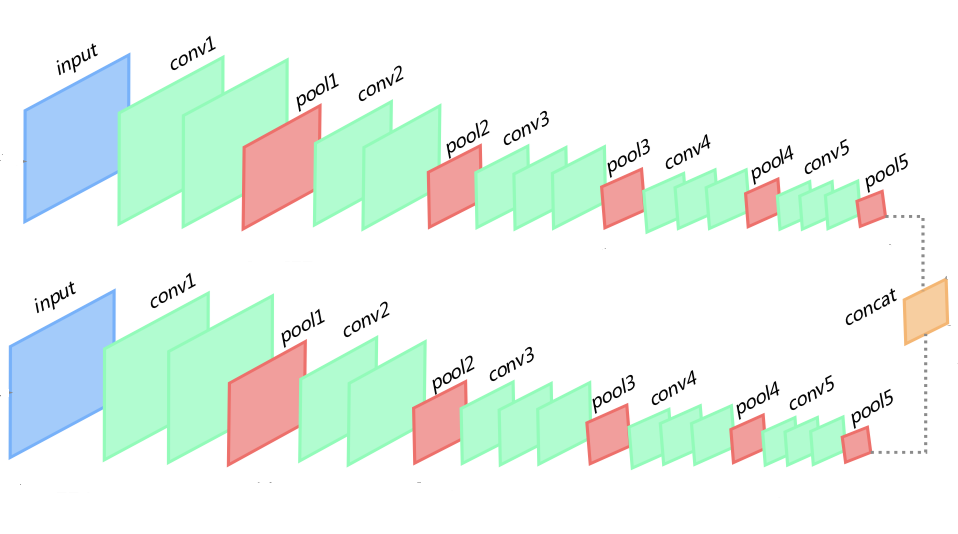 input
conv1
pool1
conv2
pool2
conv3
pool3
conv4
pool4
conv5
pool5
concat
input
conv1
pool1
conv2
pool2
conv3
pool3
conv4
pool4
conv5
pool5